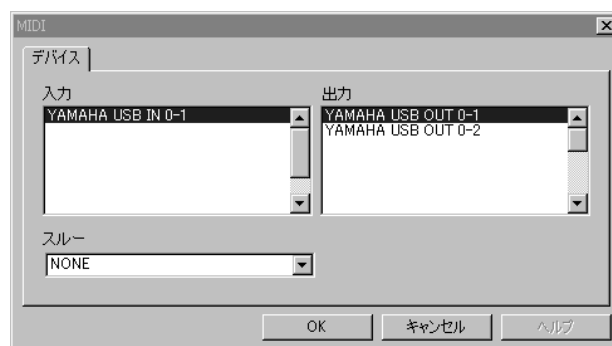 MIDI
デバイス
入力
YAMAHA USB IN 0-1
出力
YAMAHA USB OUT 0-1
YAMAHA USB OUT 0-2
スルー
NONE
OK
キャンセル
ヘルプ